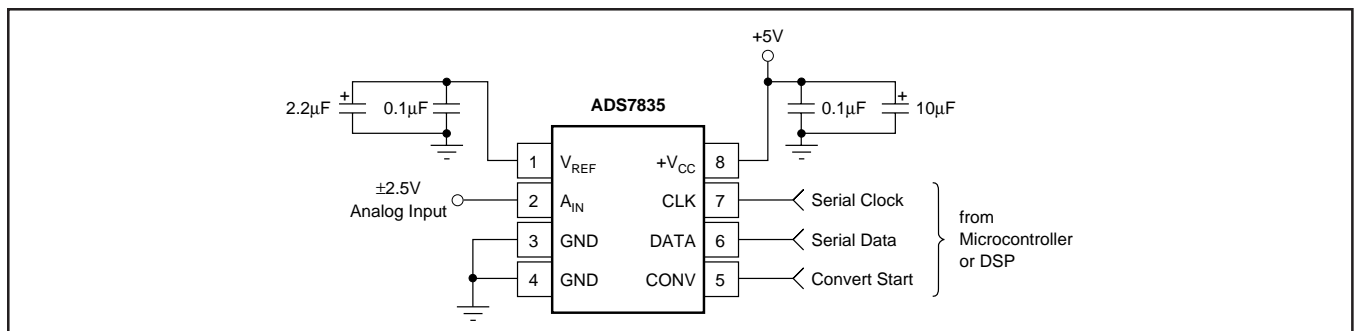 +5V
2.2µF
+
0.1µF
ADS7835
0.1µF
+
10µF
1
VREF
+VCC
8
±2.5V
Analog Input
2
AIN
CLK
7
Serial Clock
3
GND
DATA
6
Serial Data
4
GND
CONV
5
Convert Start
from
Microcontroller
or DSP